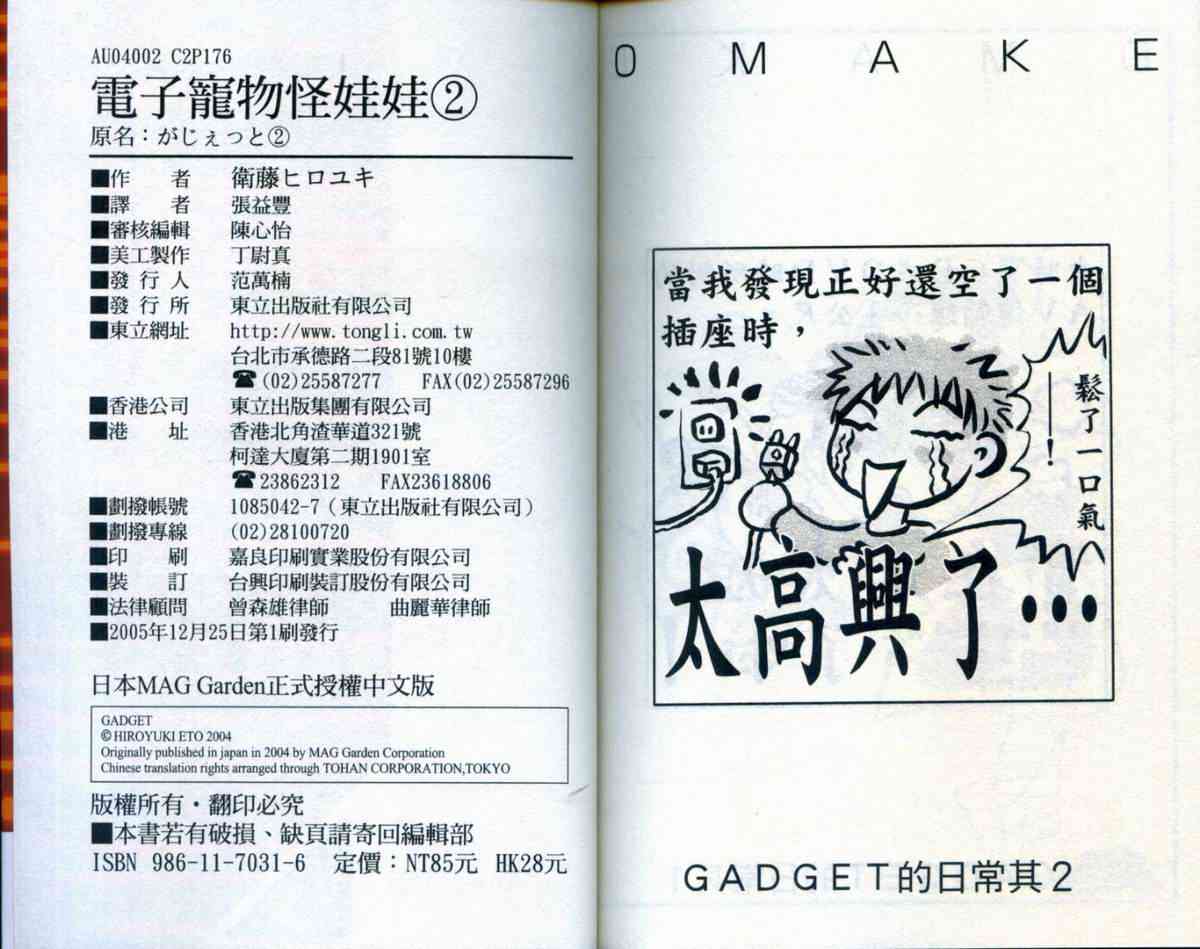 AU04002 C2P176
電子寵物怪娃娃②
原名：がじぇっと②
■作　者　衛藤ヒロユキ
■譯　者　張益豐
■審核編輯　陳心怡
■美工製作　丁尉真
■發行人　范萬楠
■發行所　東立出版社有限公司
■東立網址　http://www.tongli.com.tw
台北市承德路二段81號10樓
☎(02)25587277　FAX(02)25587296
■香港公司　東立出版集團有限公司
■港　址　香港北角渣華道321號
柯達大廈第二期1901室
☎23862312　FAX23618806
■劃撥帳號　1085042-7（東立出版社有限公司）
■劃撥專線　(02)28100720
■印　刷　嘉良印刷實業股份有限公司
■裝　訂　台興印刷裝訂股份有限公司
■法律顧問　曾森雄律師　曲麗華律師
■2005年12月25日第1刷發行
日本MAG Garden正式授權中文版
GADGET
©HIROYUKI ETO 2004
Originally published in japan in 2004 by MAG Garden Corporation
Chinese translation rights arranged through TOHAN CORPORATION,TOKYO
版權所有・翻印必究
■本書若有破損、缺頁請寄回編輯部
ISBN 986-11-7031-6　定價：NT85元　HK28元
OMAKE
當我發現正好還空了一個
插座時，
鬆了一口氣
──！
太高興了…
GADGET的日常其2